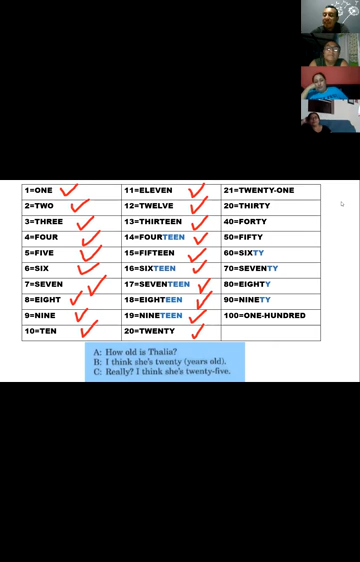 1=ONE 11=ELEVEN 21=TWENTY-ONE
2=TWO 12=TWELVE 20=THIRTY
3=THREE 13=THIRTEEN 40=FORTY
4=FOUR 14=FOURTEEN 50=FIFTY
5=FIVE 15=FIFTEEN 60=SIXTY
6=SIX 16=SIXTEEN 70=SEVENTY
7=SEVEN 17=SEVENTEEN 80=EIGHTY
8=EIGHT 18=EIGHTEEN 90=NINETY
9=NINE 19=NINETEEN 100=ONE-HUNDRED
10=TEN 20=TWENTY
A: How old is Thalia?
B: I think she's twenty (years old).
C: Really? I think she's twenty-five.